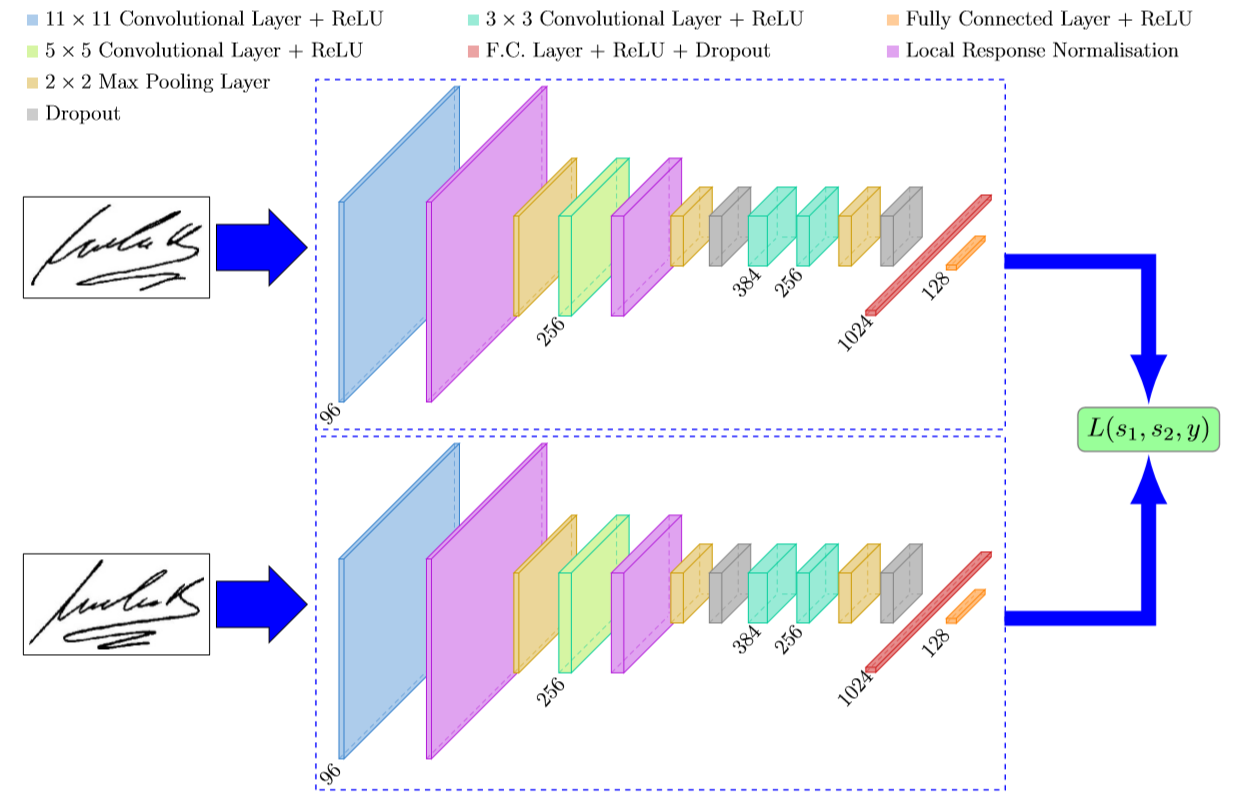 11 × 11 Convolutional Layer + ReLU
3 × 3 Convolutional Layer + ReLU
Fully Connected Layer + ReLU
5 × 5 Convolutional Layer + ReLU
F.C. Layer + ReLU + Dropout
Local Response Normalisation
2 × 2 Max Pooling Layer
Dropout
96
256
384
256
1024
128
L(s₁, s₂, y)
96
256
384
256
1024
128